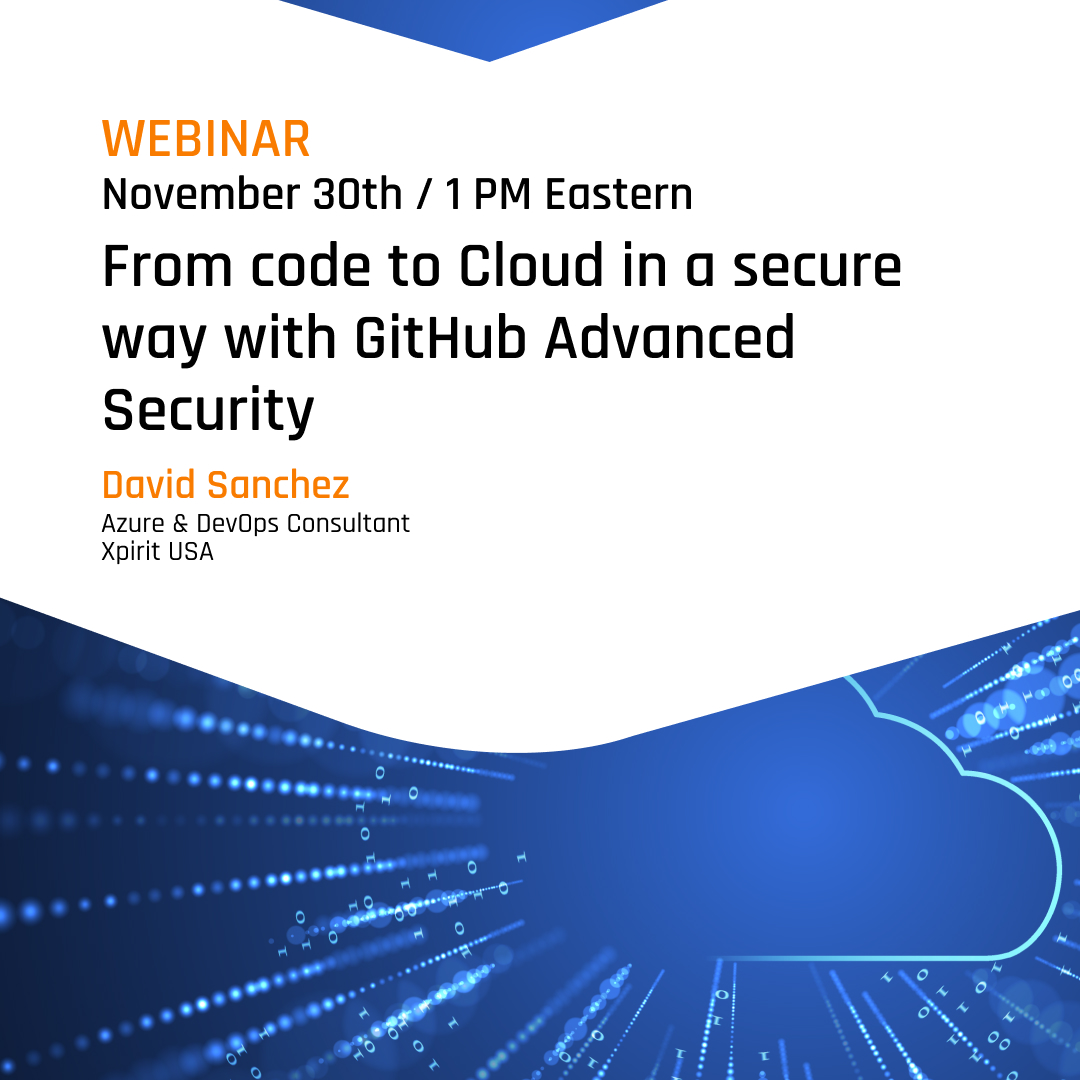 WEBINAR
November 30th / 1 PM Eastern
From code to Cloud in a secure
way with GitHub Advanced
Security
David Sanchez
Azure & DevOps Consultant
Xpirit USA